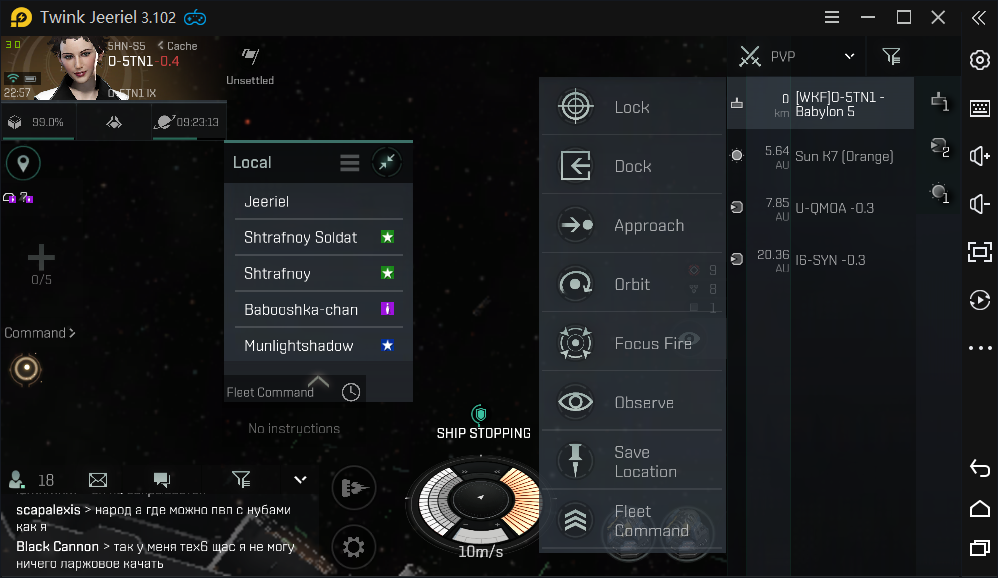 Twink Jeeriel 3.102
5HN-S5 < Cache
O-5TN1-0.4
22:57
O-5TN1 IX
99.0%
09:23:13
Unsettled
PVP
Local
Jeeriel
Shtrafnoy Soldat
Shtrafnoy
Babooshka-chan
Munlightshadow
0/5
Command >
Fleet Command
No instructions
SHIP STOPPING
10m/s
18
scapalexis > народ а где можно пвп с нубами
как я
Black Cannon > так у меня тех6 щас я не могу
ничего паржовое качать
Lock
Dock
Approach
Orbit
Focus Fire
Observe
Save
Location
Fleet
Command
0
km
[WKF]O-5TN1 -
Babylon 5
5.64
AU
Sun K7 (Orange)
7.85
AU
U-QMOA -0.3
20.36
AU
I6-SYN -0.3
1
2
1
9
8
1